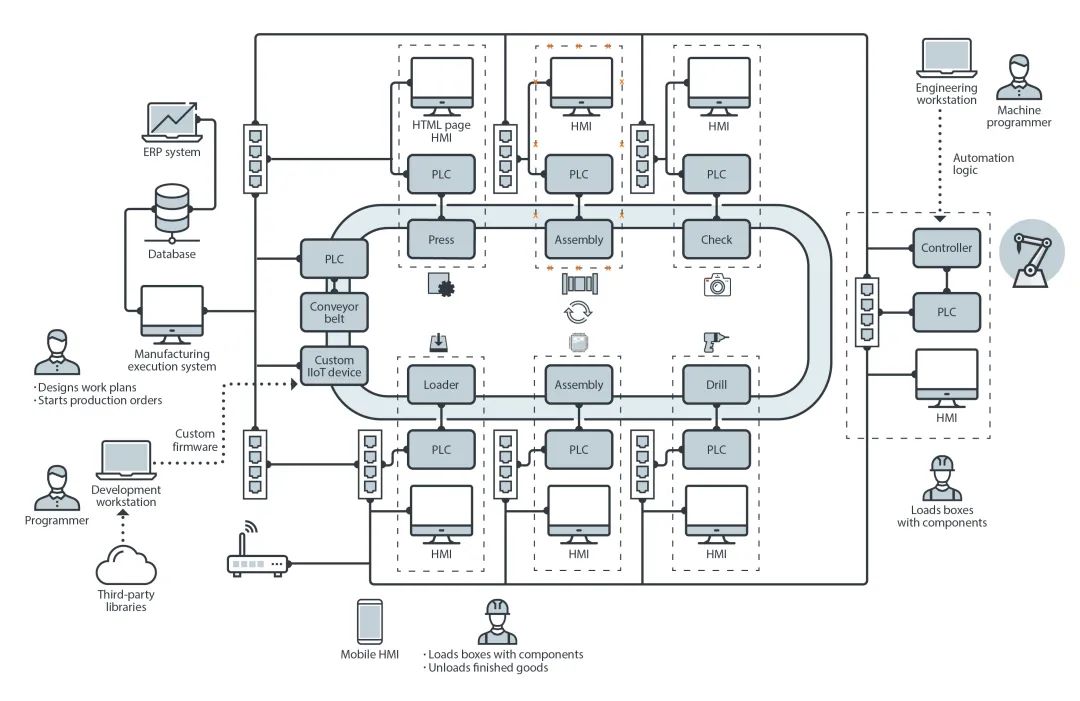 HTML page
HMI
HMI
HMI
Engineering
workstation
Machine
programmer
ERP system
PLC
PLC
PLC
Automation
logic
Database
Press
Assembly
Check
Controller
PLC
Conveyor
belt
PLC
Manufacturing
execution system
Custom
IIoT device
· Designs work plans
· Starts production orders
Loader
Assembly
Drill
HMI
Custom
firmware
PLC
PLC
PLC
Development
workstation
Programmer
Loads boxes
with components
HMI
HMI
HMI
Third-party
libraries
Mobile HMI
· Loads boxes with components
· Unloads finished goods